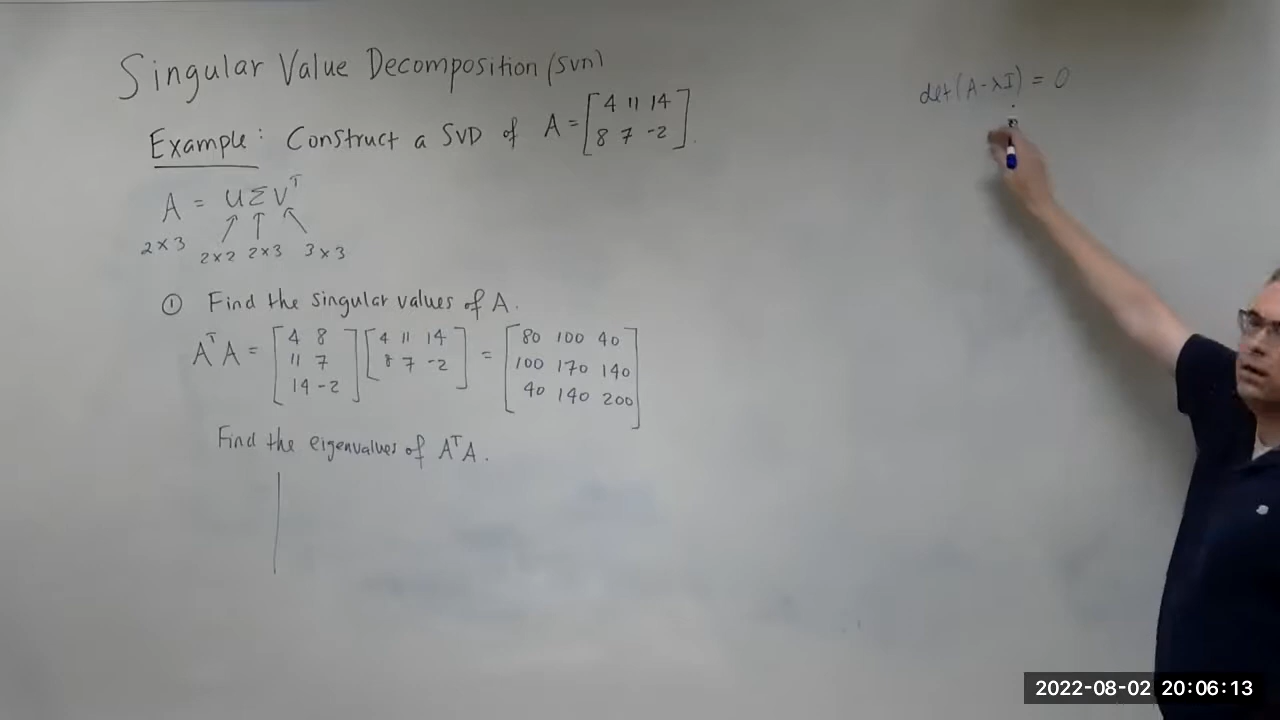 Singular Value Decomposition (SVD)
det(A-λI) = 0
Example: Construct a SVD of A = [4 11 14
8 7 -2].
A = UΣVᵀ
2×3 2×2 2×3 3×3
① Find the singular values of A.
AᵀA = [4 8
11 7
14 -2] [4 11 14
8 7 -2] = [80 100 40
100 170 140
40 140 200]
Find the eigenvalues of AᵀA.
2022-08-02 20:06:13